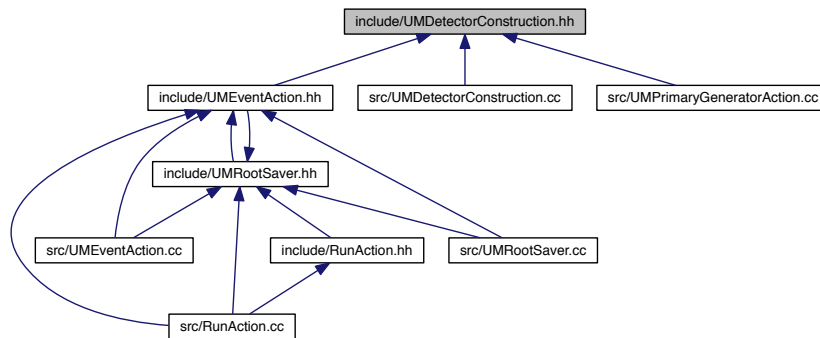 include/UMDetectorConstruction.hh
include/UMEventAction.hh
src/UMDetectorConstruction.cc
src/UMPrimaryGeneratorAction.cc
include/UMRootSaver.hh
src/UMEventAction.cc
include/RunAction.hh
src/UMRootSaver.cc
src/RunAction.cc